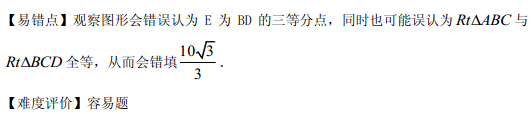 【易错点】观察图形会错误认为 E 为 BD 的三等分点，同时也可能误认为 RtΔABC 与
RtΔBCD 全等，从而会错填 10√3/3．
【难度评价】容易题